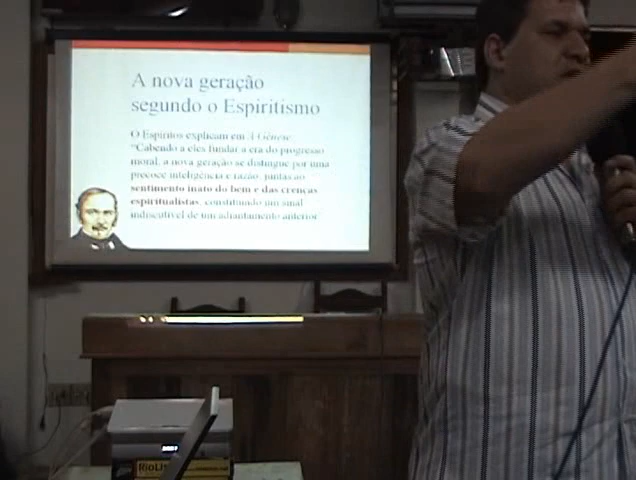 A nova geração
segundo o Espiritismo
O Espíritos explicam em A Gênese:
"Cabendo a eles fundar a era do progresso
moral, a nova geração se distingue por uma
precoce inteligência e razão, juntas ao
sentimento inato do bem e das crenças
espiritualistas, constituindo um sinal
indiscutível de um adiantamento anterior